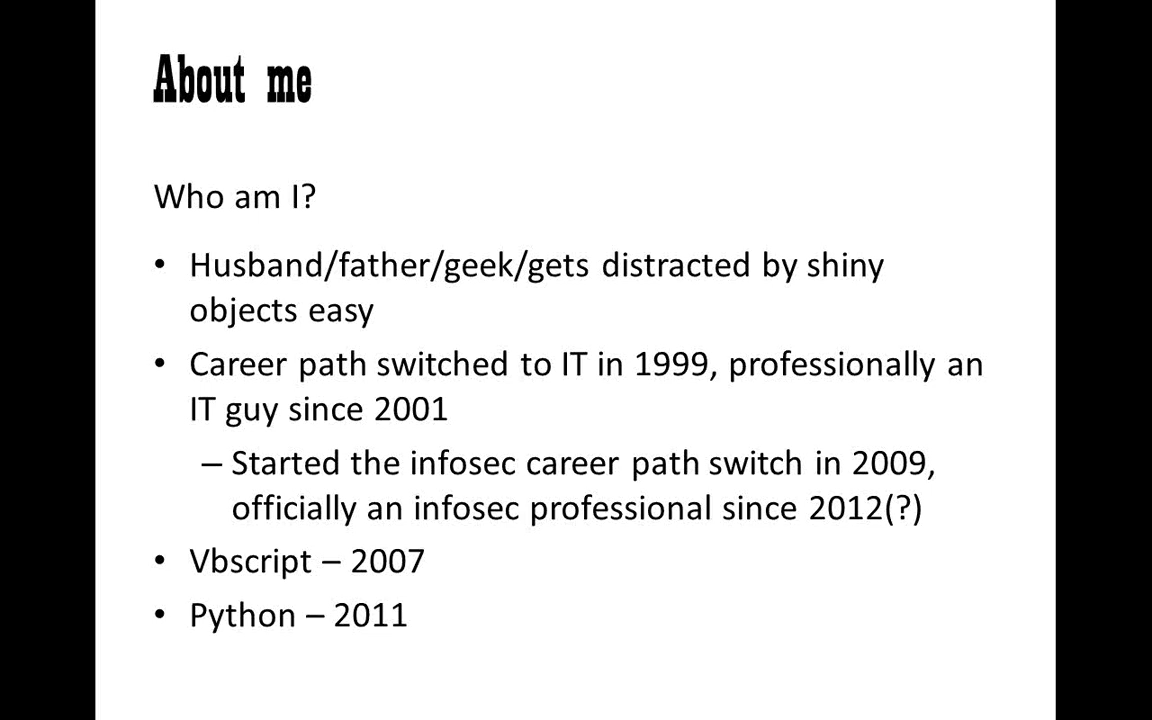 About me
Who am I?
• Husband/father/geek/gets distracted by shiny
objects easy
• Career path switched to IT in 1999, professionally an
IT guy since 2001
– Started the infosec career path switch in 2009,
officially an infosec professional since 2012(?)
• Vbscript – 2007
• Python – 2011